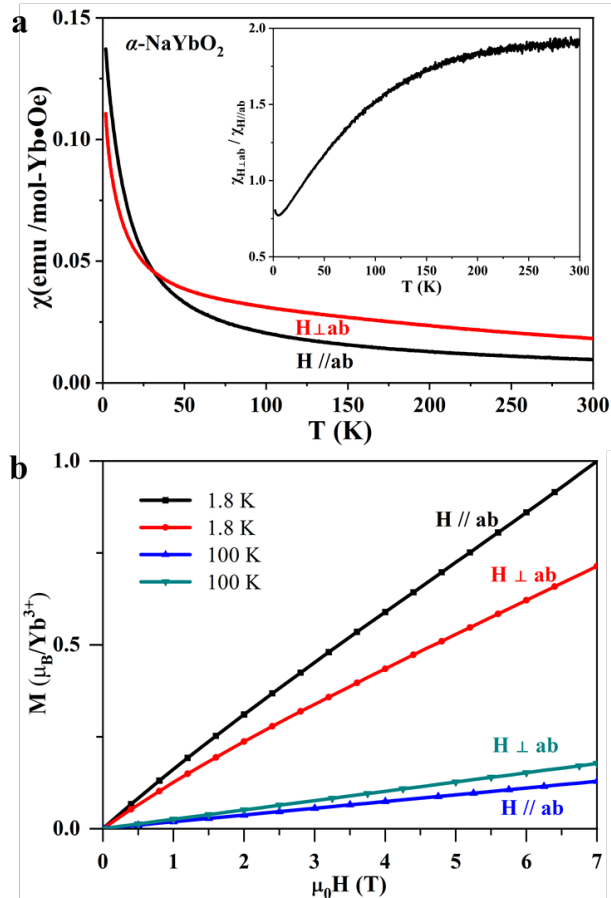 a
α-NaYbO₂
χ(emu /mol-Yb•Oe)
0.15
0.10
0.05
0.00
0
50
100
150
200
250
300
T (K)
H⊥ab
H //ab
χH⊥ab / χH//ab
2.0
1.5
1.0
0.5
0
50
100
150
200
250
300
T (K)
b
M (μB/Yb³⁺)
1.0
0.5
0.0
1.8 K
1.8 K
100 K
100 K
H // ab
H ⊥ ab
H ⊥ ab
H // ab
0
1
2
3
4
5
6
7
μ₀H (T)